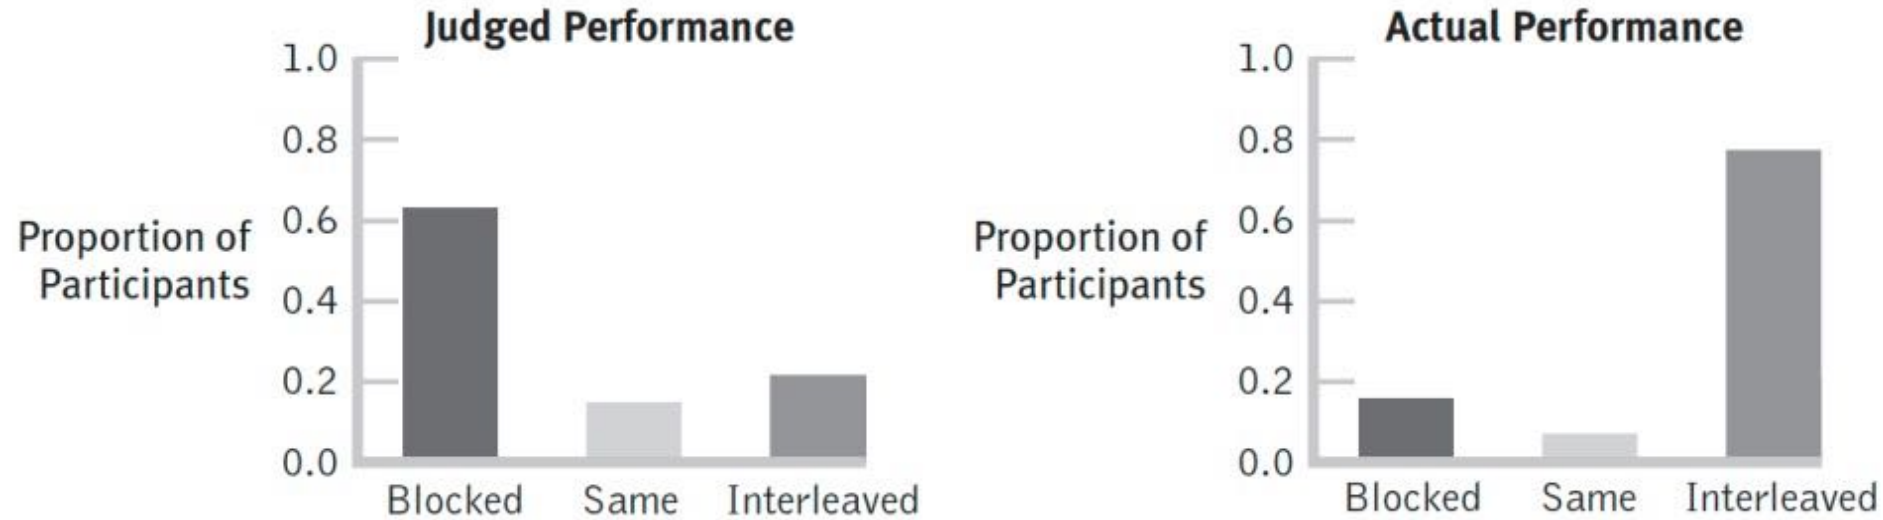 Judged Performance
1.0
0.8
0.6
0.4
0.2
0.0
Proportion of
Participants
Blocked Same Interleaved
Actual Performance
1.0
0.8
0.6
0.4
0.2
0.0
Proportion of
Participants
Blocked Same Interleaved